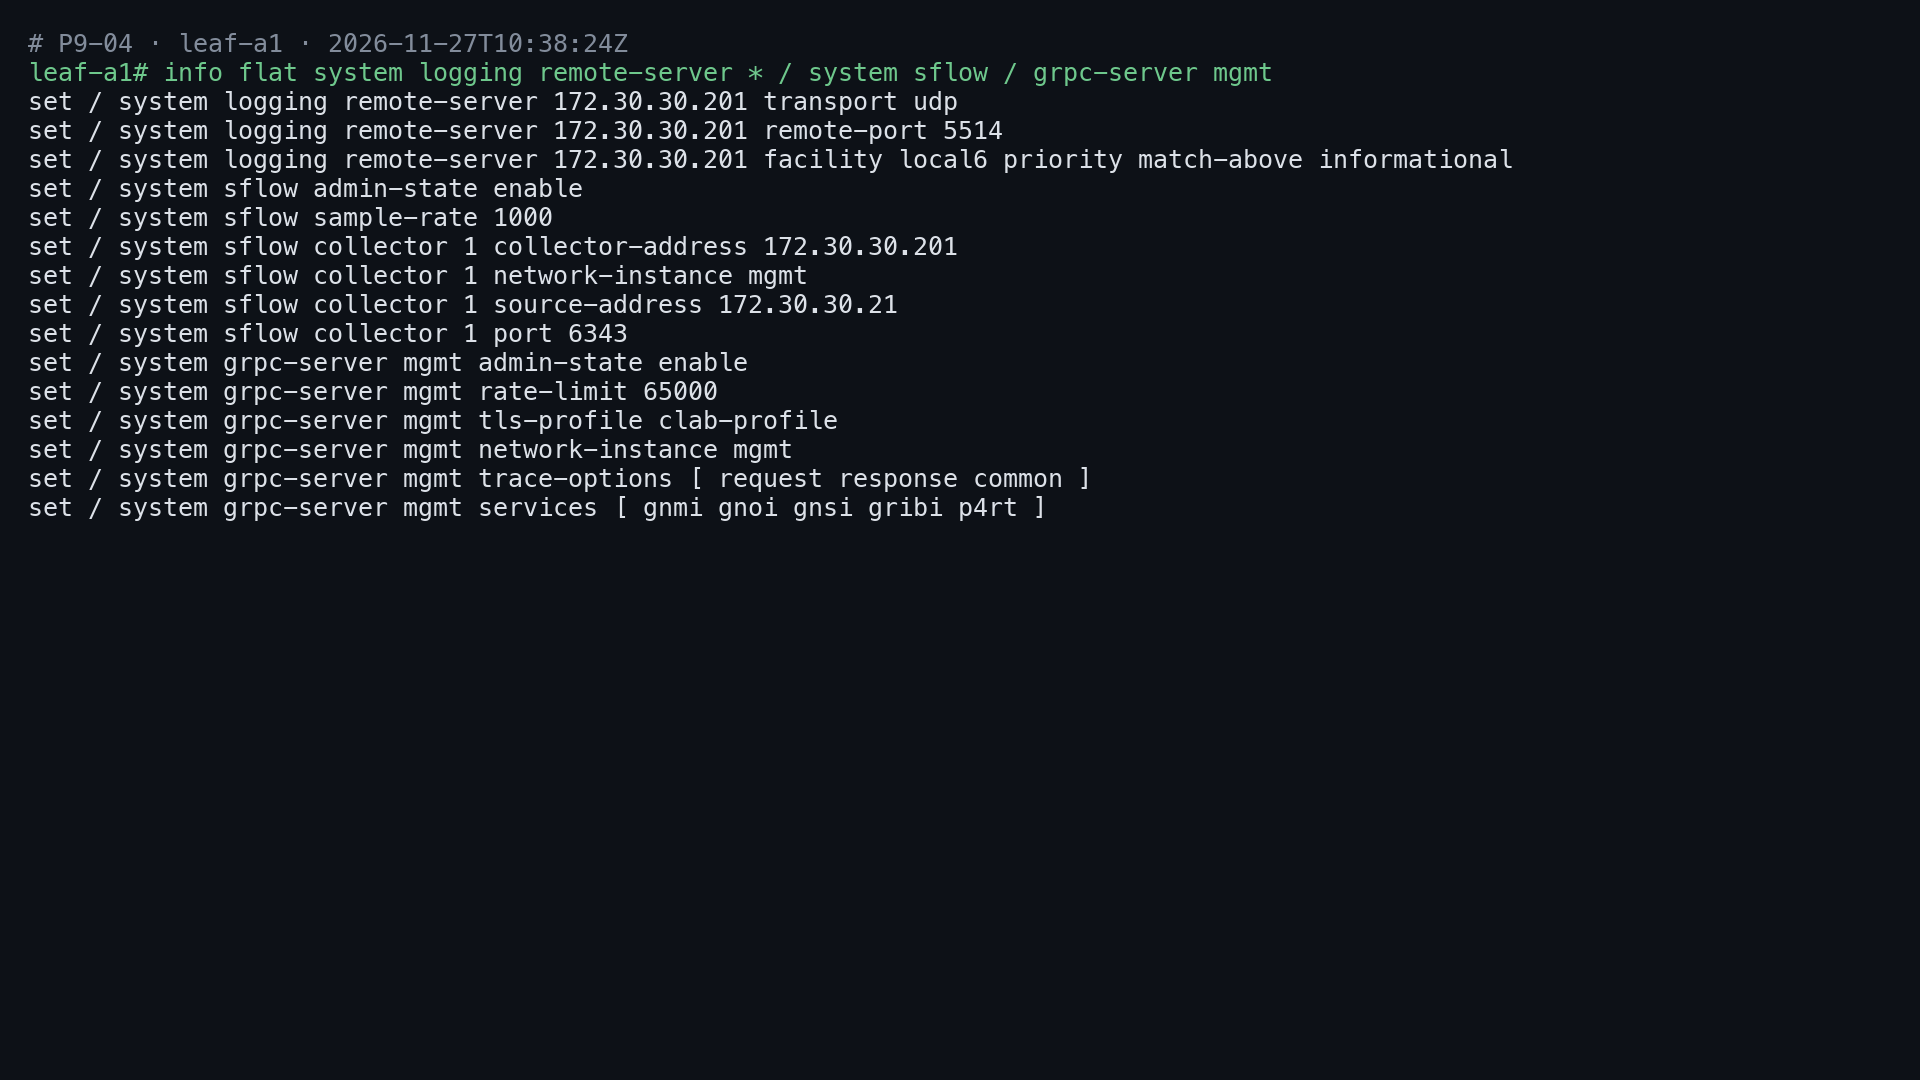 # P9-04 · leaf-a1 · 2026-11-27T10:38:24Z
leaf-a1# info flat system logging remote-server * / system sflow / grpc-server mgmt
set / system logging remote-server 172.30.30.201 transport udp
set / system logging remote-server 172.30.30.201 remote-port 5514
set / system logging remote-server 172.30.30.201 facility local6 priority match-above informational
set / system sflow admin-state enable
set / system sflow sample-rate 1000
set / system sflow collector 1 collector-address 172.30.30.201
set / system sflow collector 1 network-instance mgmt
set / system sflow collector 1 source-address 172.30.30.21
set / system sflow collector 1 port 6343
set / system grpc-server mgmt admin-state enable
set / system grpc-server mgmt rate-limit 65000
set / system grpc-server mgmt tls-profile clab-profile
set / system grpc-server mgmt network-instance mgmt
set / system grpc-server mgmt trace-options [ request response common ]
set / system grpc-server mgmt services [ gnmi gnoi gnsi gribi p4rt ]